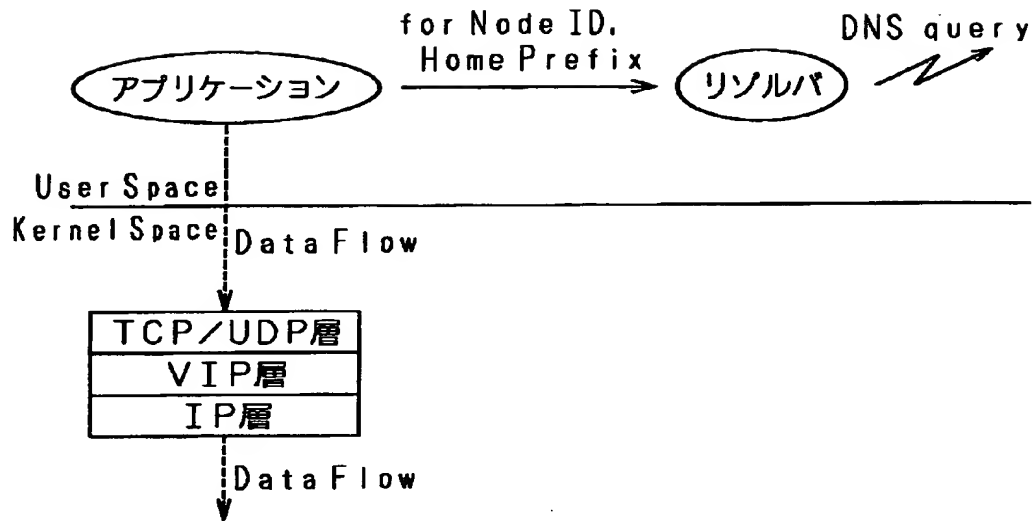 for Node ID,
Home Prefix
DNS query
アプリケーション
リゾルバ
User Space
Kernel Space
Data Flow
TCP/UDP層
VIP層
IP層
Data Flow